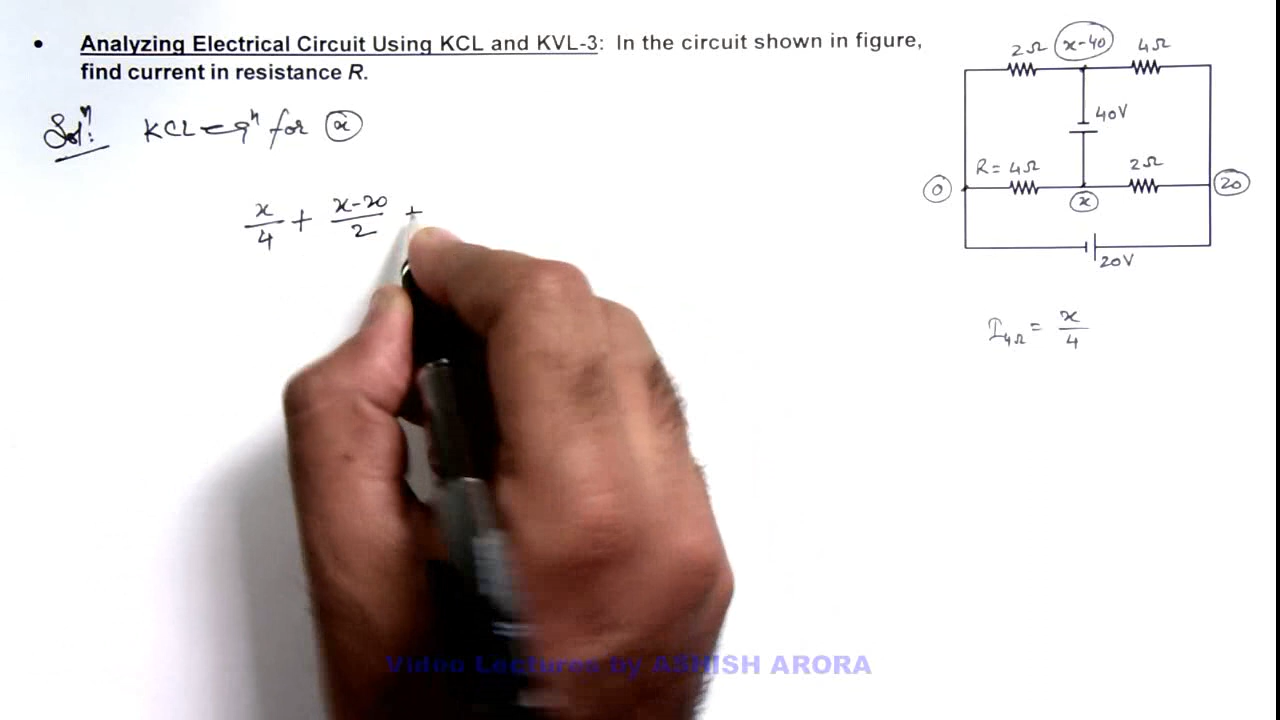 • Analyzing Electrical Circuit Using KCL and KVL-3: In the circuit shown in figure,
find current in resistance R.
Solⁿ: KCL eqⁿ for x
x/4 + x-20/2 +
2Ω x-40 4Ω
40V
R = 4Ω 2Ω
0 x 20
20V
I4Ω = x/4
Video Lectures by ASHISH ARORA